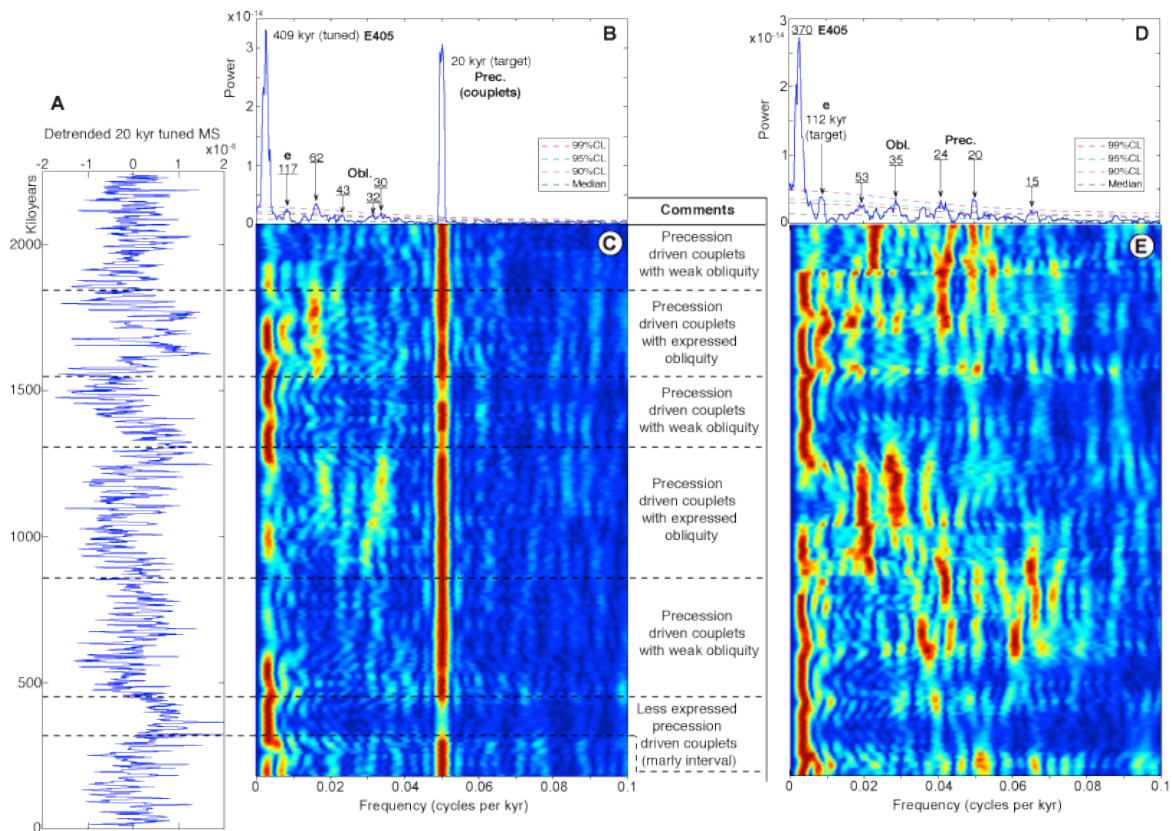 A
Detrended 20 kyr tuned MS
-2 -1 0 1 2
x10⁻⁸
Kiloyears
2000
1500
1000
500
0
x10⁻¹⁴
B
409 kyr (tuned) E405
20 kyr (target)
Prec.
(couplets)
Power
3
2
1
0
e
117
62
43
Obl.
32
30
99%CL
95%CL
90%CL
Median
C
0 0.02 0.04 0.06 0.08 0.1
Frequency (cycles per kyr)
Comments
Precession
driven couplets
with weak obliquity
Precession
driven couplets
with expressed
obliquity
Precession
driven couplets
with weak obliquity
Precession
driven couplets
with expressed
obliquity
Precession
driven couplets
with weak obliquity
Less expressed
precession
driven couplets
(marly interval)
D
x10⁻¹⁴
370 E405
Power
3
2
1
0
e
112 kyr
(target)
53
Obl.
35
Prec.
24
20
15
99%CL
95%CL
90%CL
Median
E
0 0.02 0.04 0.06 0.08 0.1
Frequency (cycles per kyr)